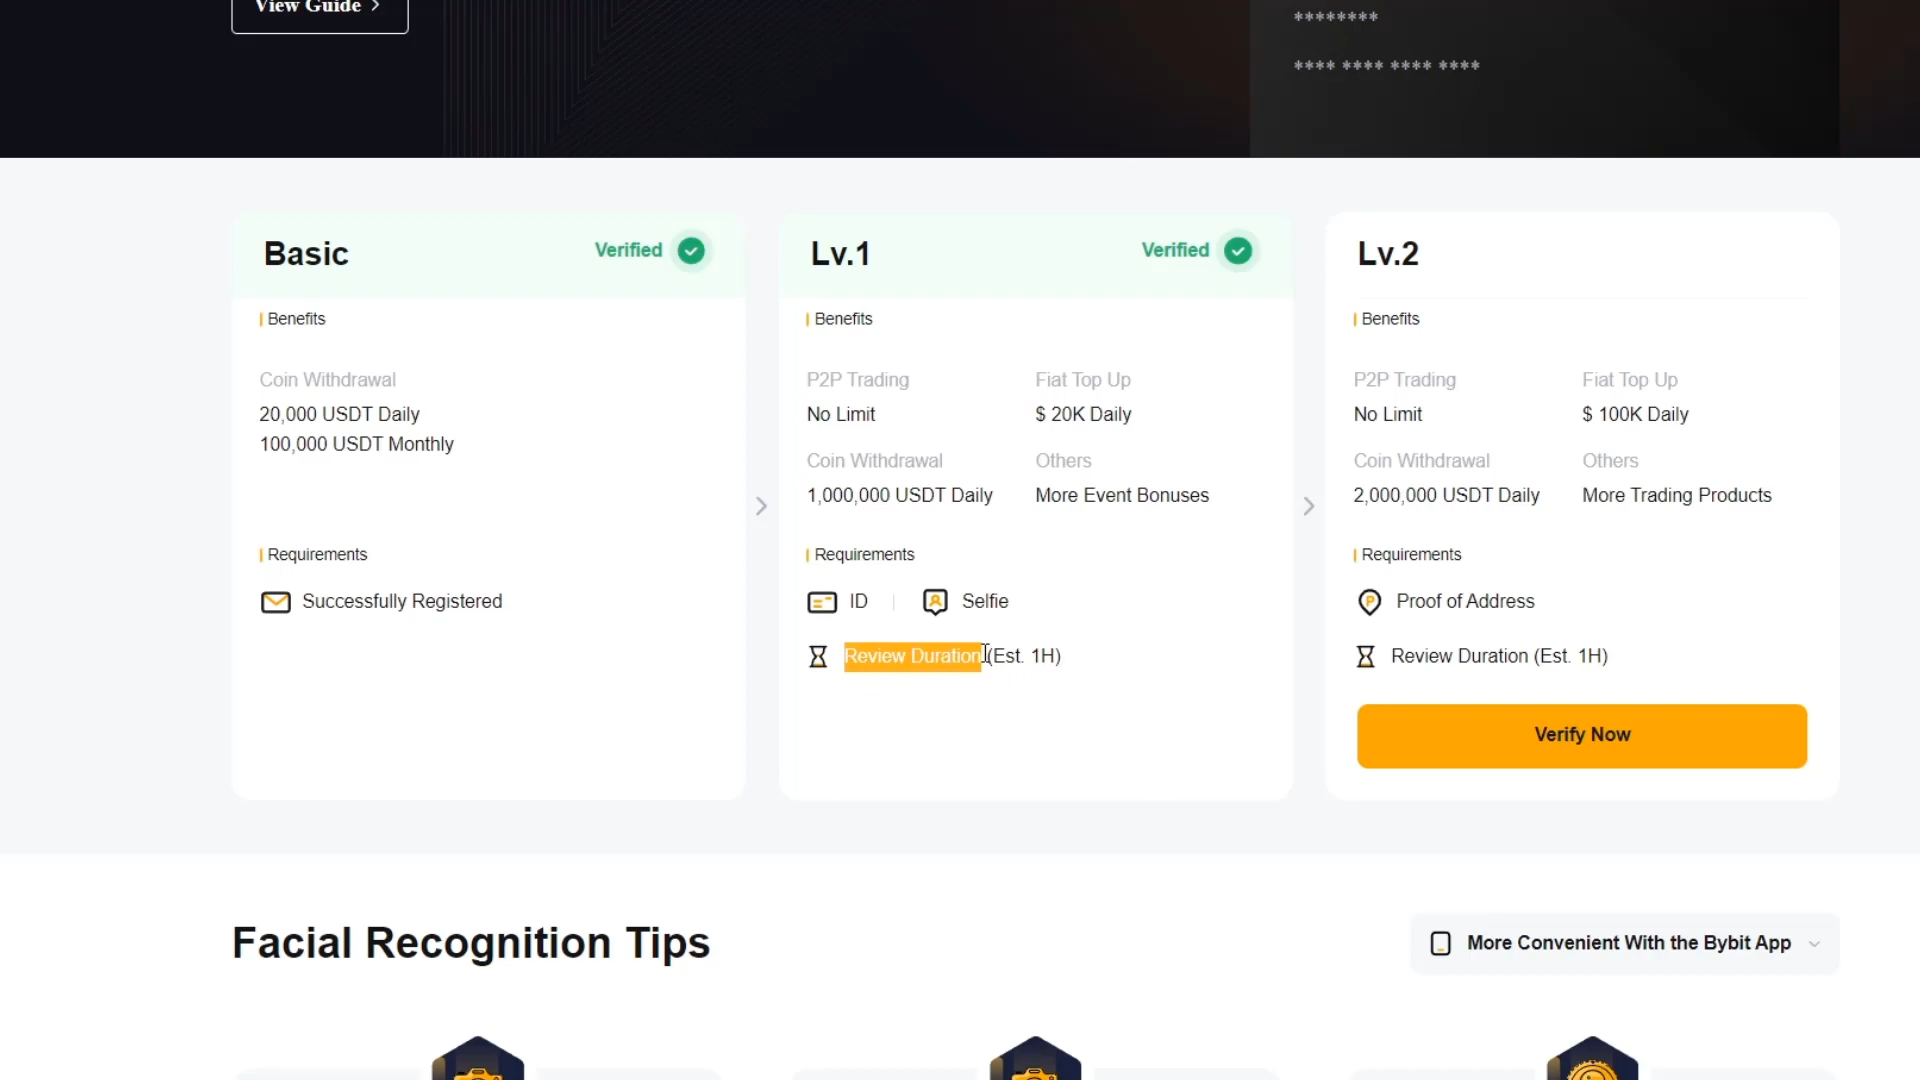 View Guide
********
**** **** **** ****
Basic
Verified
Benefits
Coin Withdrawal
20,000 USDT Daily
100,000 USDT Monthly
Requirements
Successfully Registered
Lv.1
Verified
Benefits
P2P Trading
Fiat Top Up
No Limit
$ 20K Daily
Coin Withdrawal
Others
1,000,000 USDT Daily
More Event Bonuses
Requirements
ID
Selfie
Review Duration (Est. 1H)
Lv.2
Benefits
P2P Trading
Fiat Top Up
No Limit
$ 100K Daily
Coin Withdrawal
Others
2,000,000 USDT Daily
More Trading Products
Requirements
Proof of Address
Review Duration (Est. 1H)
Verify Now
Facial Recognition Tips
More Convenient With the Bybit App